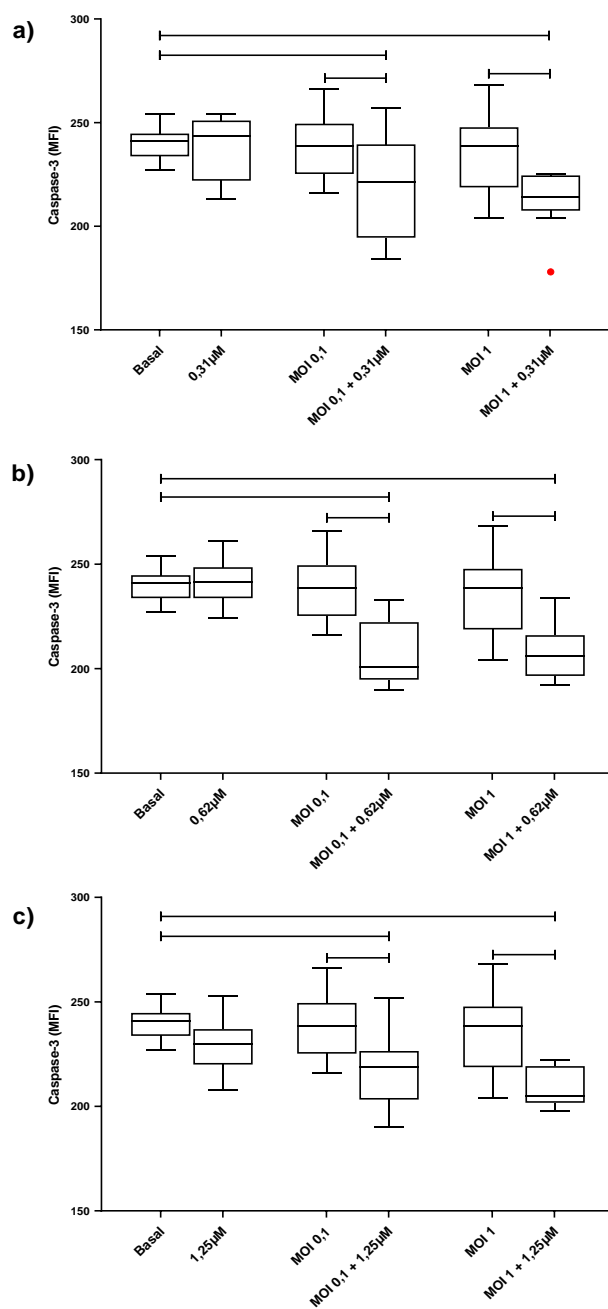 a)
300
250
200
150
Caspase-3 (MFI)
Basal
0,31µM
MOI 0,1
MOI 0,1 + 0,31µM
MOI 1
MOI 1 + 0,31µM
b)
300
250
200
150
Caspase-3 (MFI)
Basal
0,62µM
MOI 0,1
MOI 0,1 + 0,62µM
MOI 1
MOI 1 + 0,62µM
c)
300
250
200
150
Caspase-3 (MFI)
Basal
1,25µM
MOI 0,1
MOI 0,1 + 1,25µM
MOI 1
MOI 1 + 1,25µM